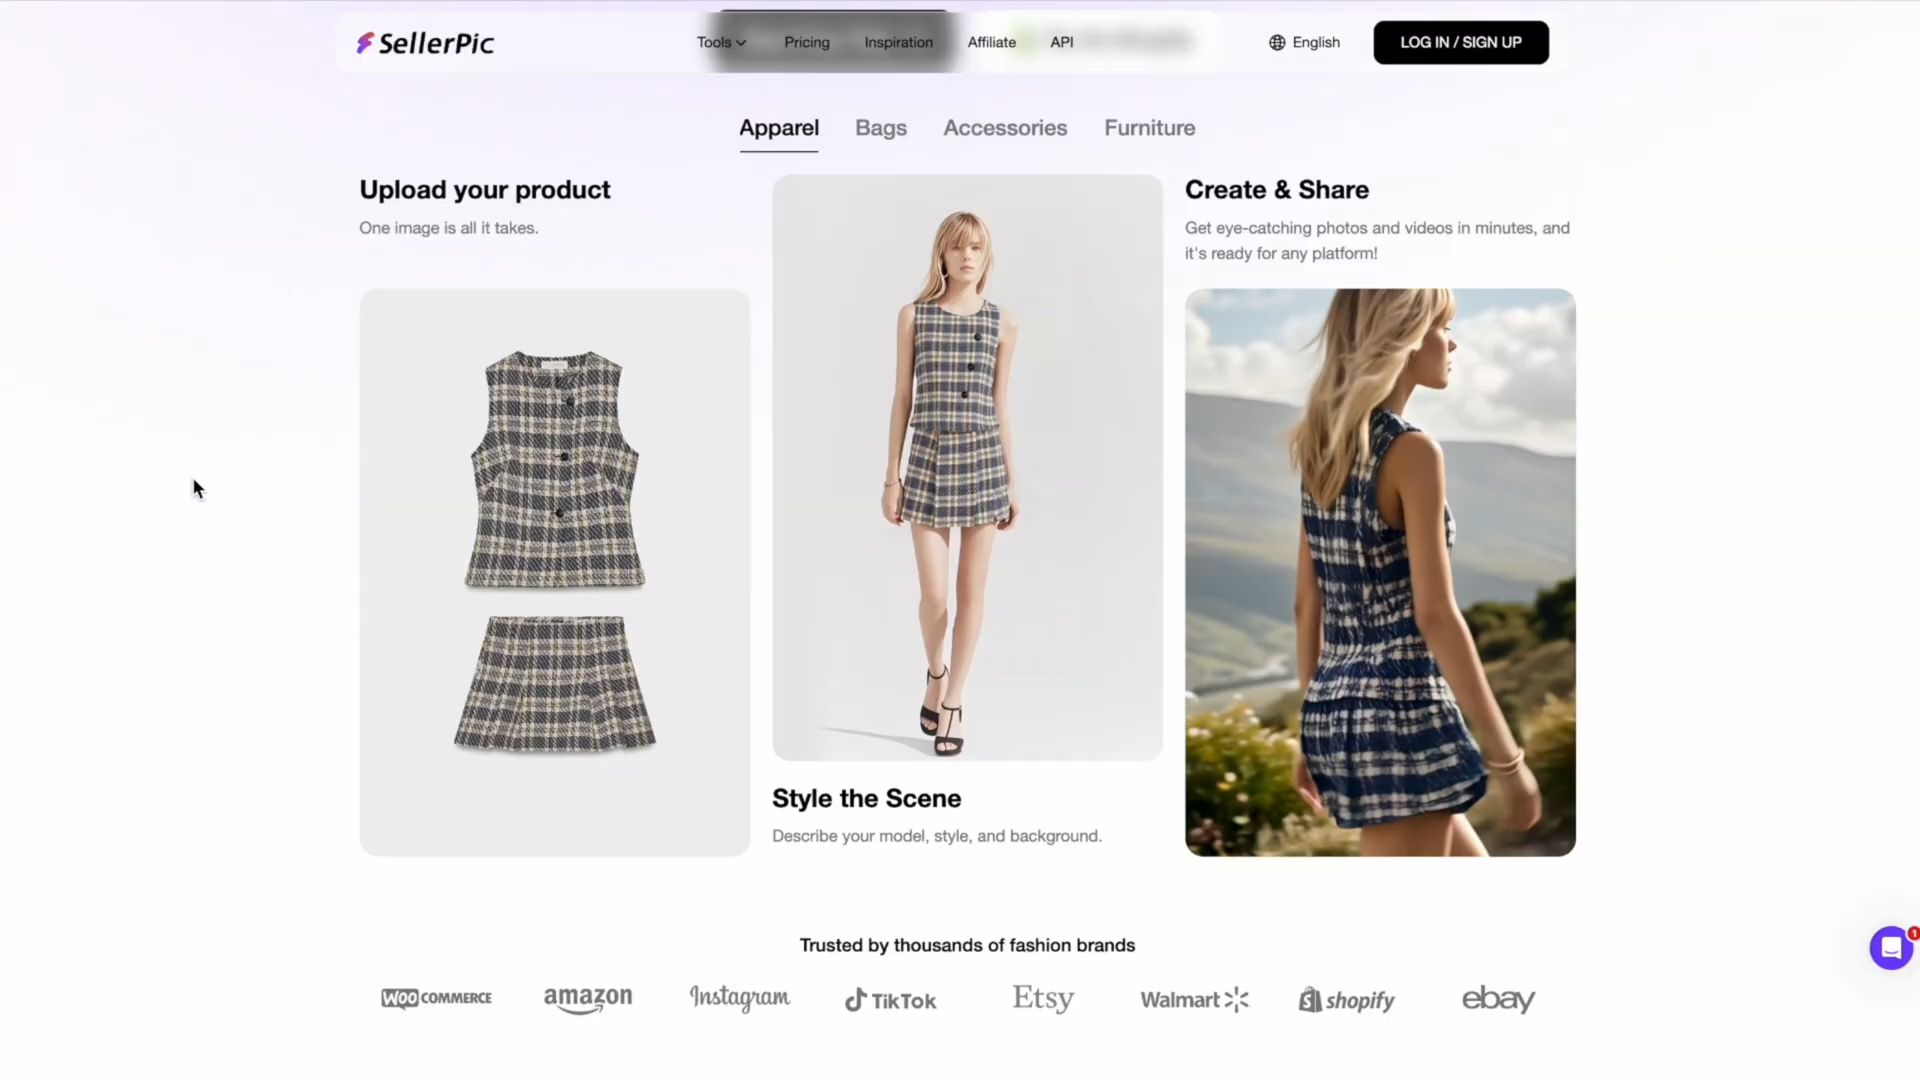 SellerPic
Tools
Pricing
Inspiration
Affiliate
API
English
LOG IN / SIGN UP
Apparel
Bags
Accessories
Furniture
Upload your product
One image is all it takes.
Style the Scene
Describe your model, style, and background.
Create & Share
Get eye-catching photos and videos in minutes, and
it's ready for any platform!
Trusted by thousands of fashion brands
WOO COMMERCE
amazon
Instagram
TikTok
Etsy
Walmart
shopify
ebay
1